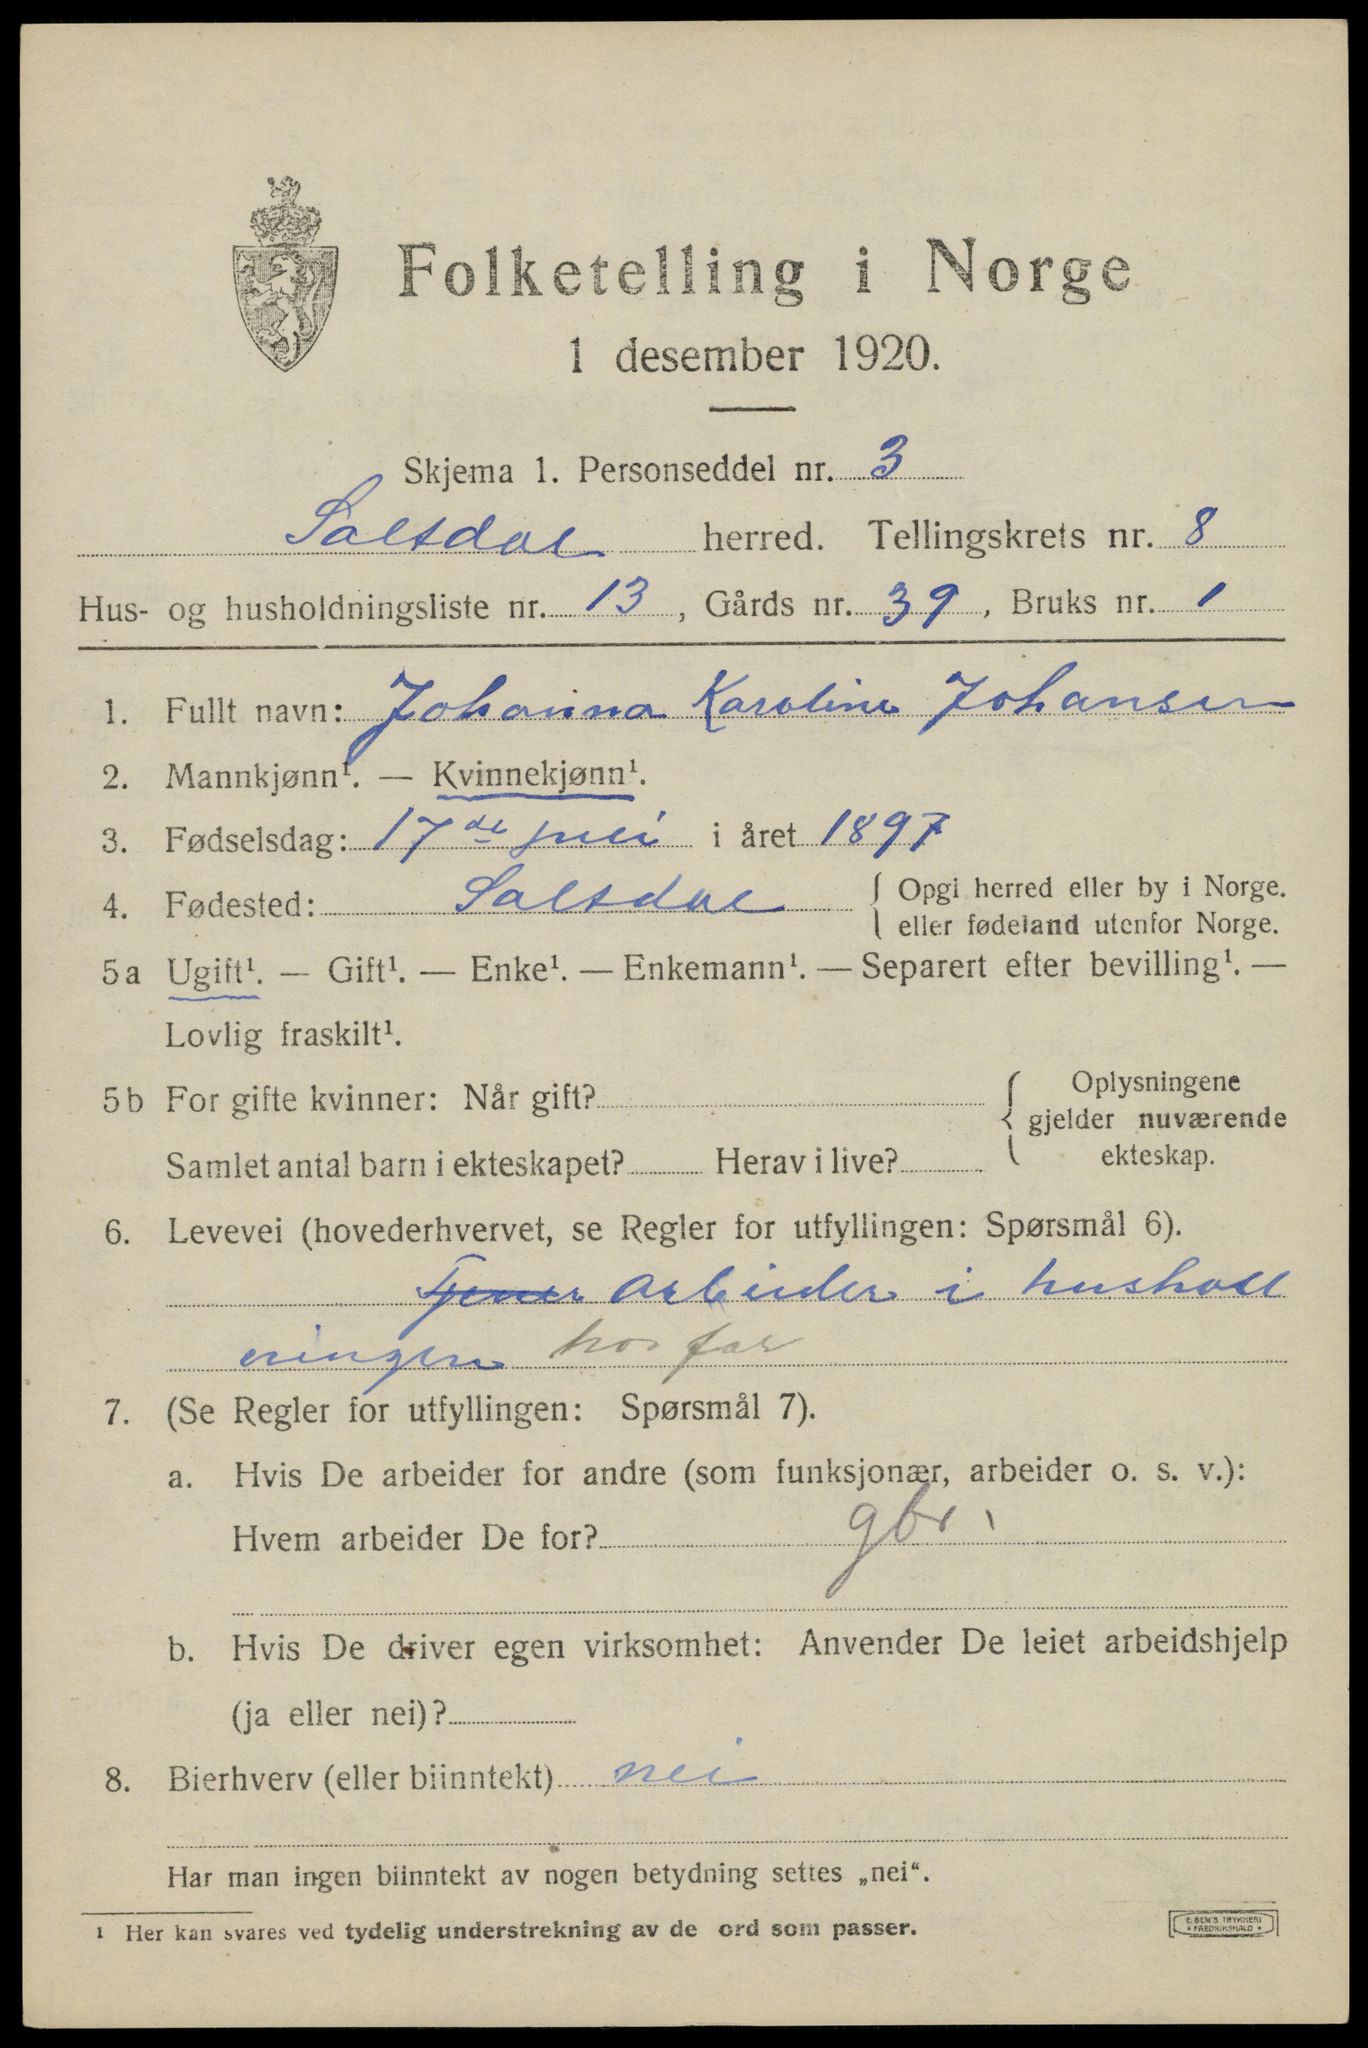 Folketelling i Norge
1 desember 1920.
Skjema 1. Personseddel nr. 3
Saltdal herred. Tellingskrets nr. 8
Hus- og husholdningsliste nr. 13, Gårds nr. 39, Bruks nr. 1
1. Fullt navn: Johanna Karoline Johansen
2. Mannkjønn¹. — Kvinnekjønn¹.
3. Fødselsdag: 17de juli i året 1897
4. Fødested: Saltdal { Opgi herred eller by i Norge.
eller fødeland utenfor Norge.
5a Ugift¹. — Gift¹. — Enke¹. — Enkemann¹. — Separert efter bevilling¹. —
Lovlig fraskilt¹.
5b For gifte kvinner: Når gift? { Oplysningene
gjelder nuværende
ekteskap.
Samlet antal barn i ekteskapet? Herav i live?
6. Levevei (hovederhvervet, se Regler for utfyllingen: Spørsmål 6).
Tjener arbeider i hushold
ningen hos far
7. (Se Regler for utfyllingen: Spørsmål 7).
a. Hvis De arbeider for andre (som funksjonær, arbeider o. s. v.):
Hvem arbeider De for? gbr.
b. Hvis De driver egen virksomhet: Anvender De leiet arbeidshjelp
(ja eller nei)?
8. Bierhverv (eller biinntekt) nei
Har man ingen biinntekt av nogen betydning settes „nei“.
¹ Her kan svares ved tydelig understrekning av de ord som passer.
E. SEM'S TRYKKERI
* FREDRIKSHALD *